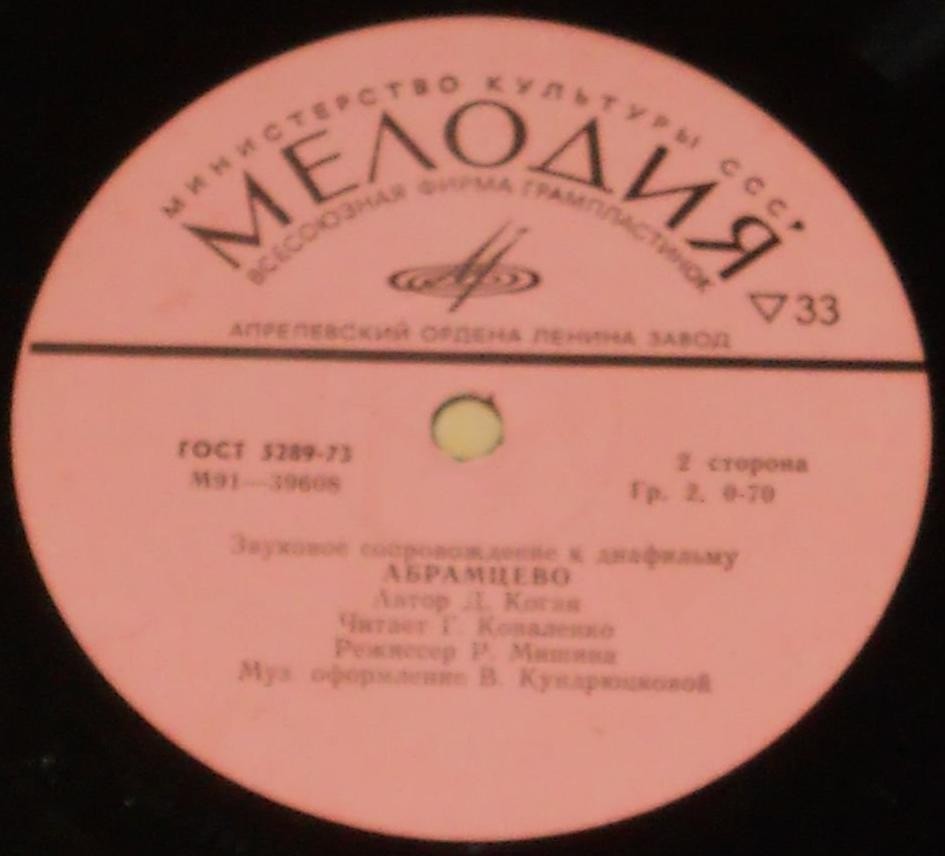 МИНИСТЕРСТВО КУЛЬТУРЫ СССР
МЕЛОДИЯ
ВСЕСОЮЗНАЯ ФИРМА ГРАМПЛАСТИНОК
▽33
АПРЕЛЕВСКИЙ ОРДЕНА ЛЕНИНА ЗАВОД
ГОСТ 5289-73
М91—39608
2 сторона
Гр. 2. 0-70
Звуковое сопровождение к диафильму
АБРАМЦЕВО
Автор Д. Коган
Читает Г. Коваленко
Режиссер Р. Мишина
Муз. оформление В. Кундрюцковой